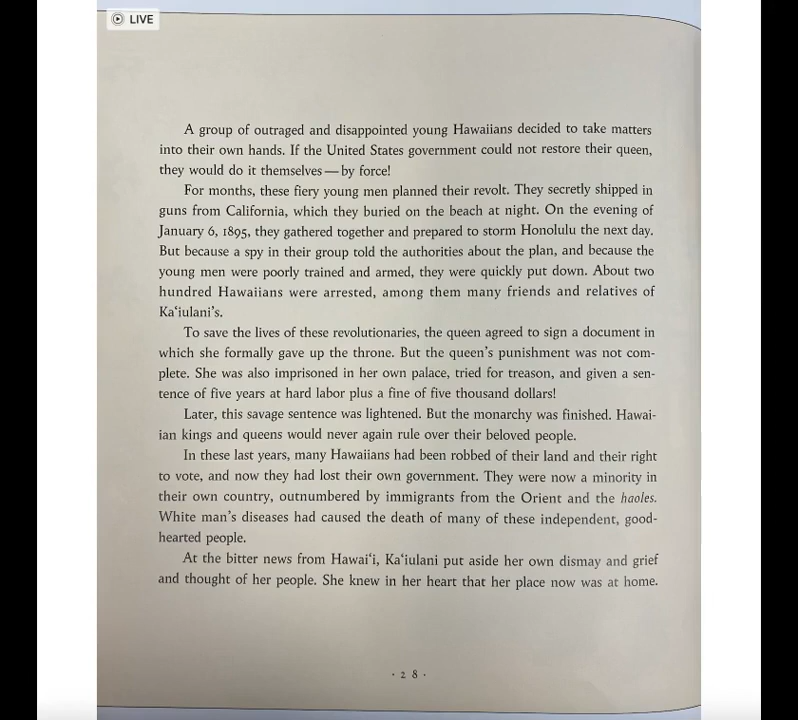 LIVE
A group of outraged and disappointed young Hawaiians decided to take matters
into their own hands. If the United States government could not restore their queen,
they would do it themselves — by force!
For months, these fiery young men planned their revolt. They secretly shipped in
guns from California, which they buried on the beach at night. On the evening of
January 6, 1895, they gathered together and prepared to storm Honolulu the next day.
But because a spy in their group told the authorities about the plan, and because the
young men were poorly trained and armed, they were quickly put down. About two
hundred Hawaiians were arrested, among them many friends and relatives of
Kaʻiulani's.
To save the lives of these revolutionaries, the queen agreed to sign a document in
which she formally gave up the throne. But the queen's punishment was not com-
plete. She was also imprisoned in her own palace, tried for treason, and given a sen-
tence of five years at hard labor plus a fine of five thousand dollars!
Later, this savage sentence was lightened. But the monarchy was finished. Hawai-
ian kings and queens would never again rule over their beloved people.
In these last years, many Hawaiians had been robbed of their land and their right
to vote, and now they had lost their own government. They were now a minority in
their own country, outnumbered by immigrants from the Orient and the haoles.
White man's diseases had caused the death of many of these independent, good-
hearted people.
At the bitter news from Hawaiʻi, Kaʻiulani put aside her own dismay and grief
and thought of her people. She knew in her heart that her place now was at home.
· 28 ·